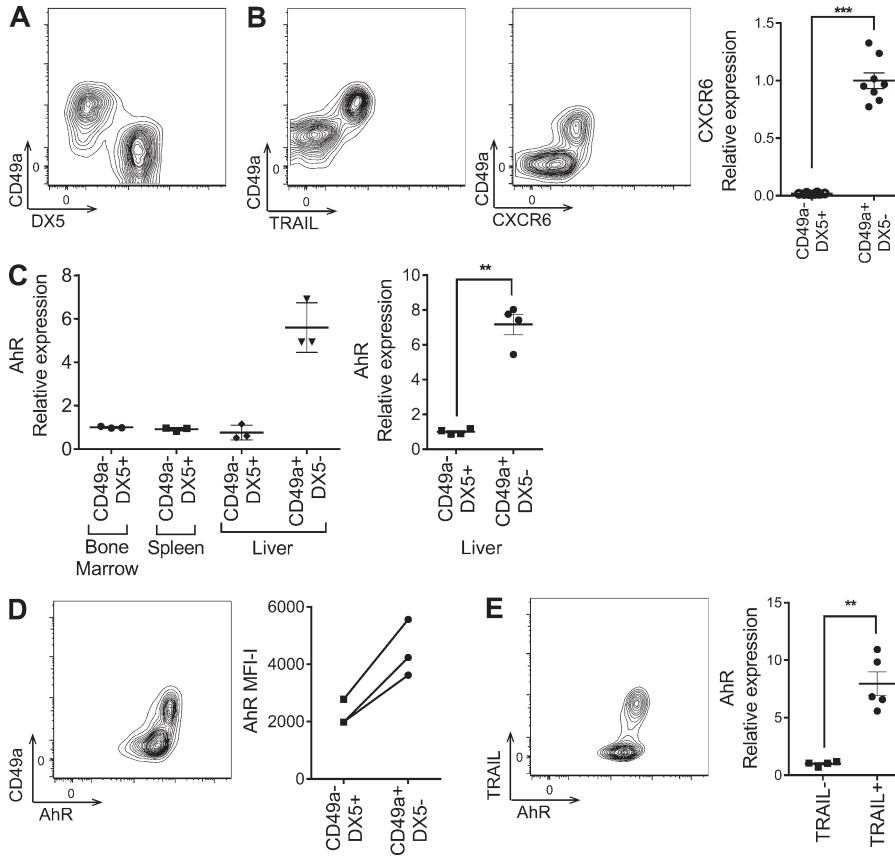 A
CD49a
0
0
DX5
B
CD49a
0
0
TRAIL
CD49a
0
0
CXCR6
CXCR6
Relative expression
1.5
1.0
0.5
0.0
***
CD49a-
DX5+
CD49a+
DX5-
C
AhR
Relative expression
8
6
4
2
0
CD49a-
DX5+
CD49a-
DX5+
CD49a-
DX5+
CD49a+
DX5-
Bone
Marrow
Spleen
Liver
AhR
Relative expression
10
8
6
4
2
0
**
CD49a-
DX5+
CD49a+
DX5-
Liver
D
CD49a
0
0
AhR
AhR MFI-I
6000
4000
2000
0
CD49a-
DX5+
CD49a+
DX5-
E
TRAIL
0
0
AhR
AhR
Relative expression
15
10
5
0
**
TRAIL-
TRAIL+